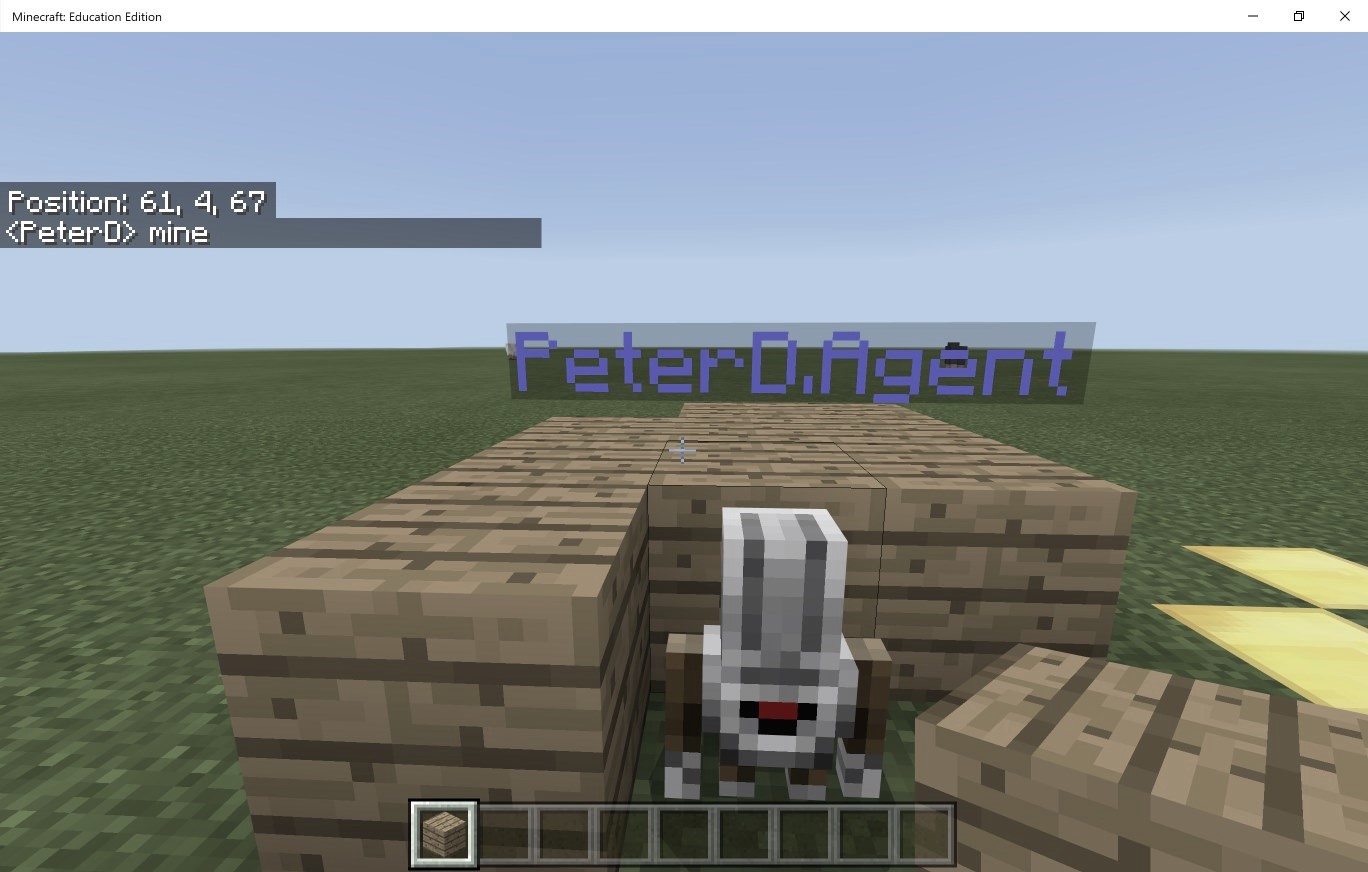 Minecraft: Education Edition
Position: 61, 4, 67
<PeterD> mine
PeterD.Agent